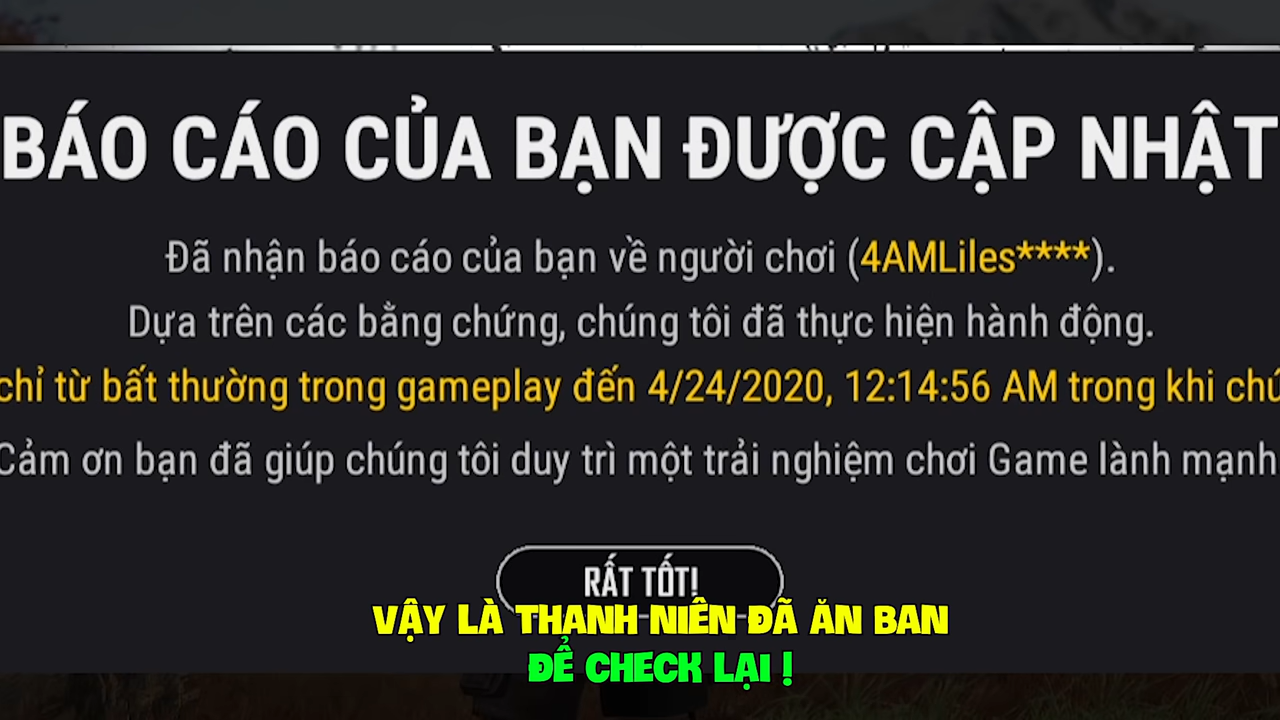 BÁO CÁO CỦA BẠN ĐƯỢC CẬP NHẬT
Đã nhận báo cáo của bạn về người chơi (4AMLiles****).
Dựa trên các bằng chứng, chúng tôi đã thực hiện hành động.
chỉ từ bất thường trong gameplay đến 4/24/2020, 12:14:56 AM trong khi chú
Cảm ơn bạn đã giúp chúng tôi duy trì một trải nghiệm chơi Game lành mạnh
RẤT TỐT!
VẬY LÀ THANH NIÊN ĐÃ ĂN BAN
ĐỂ CHECK LẠI !